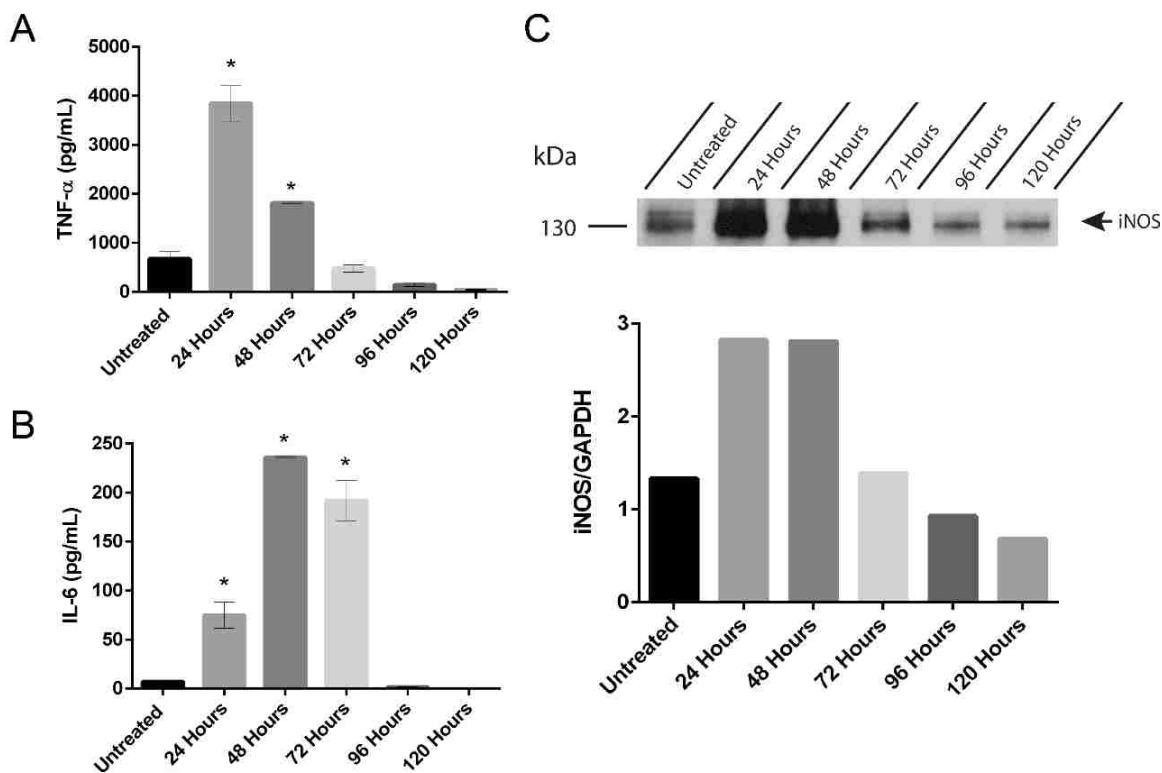 A
TNF-α (pg/mL)
5000
4000
3000
2000
1000
0
*
*
Untreated
24 Hours
48 Hours
72 Hours
96 Hours
120 Hours
B
IL-6 (pg/mL)
250
200
150
100
50
0
*
*
*
Untreated
24 Hours
48 Hours
72 Hours
96 Hours
120 Hours
C
kDa
Untreated
24 Hours
48 Hours
72 Hours
96 Hours
120 Hours
130
iNOS
iNOS/GAPDH
3
2
1
0
Untreated
24 Hours
48 Hours
72 Hours
96 Hours
120 Hours